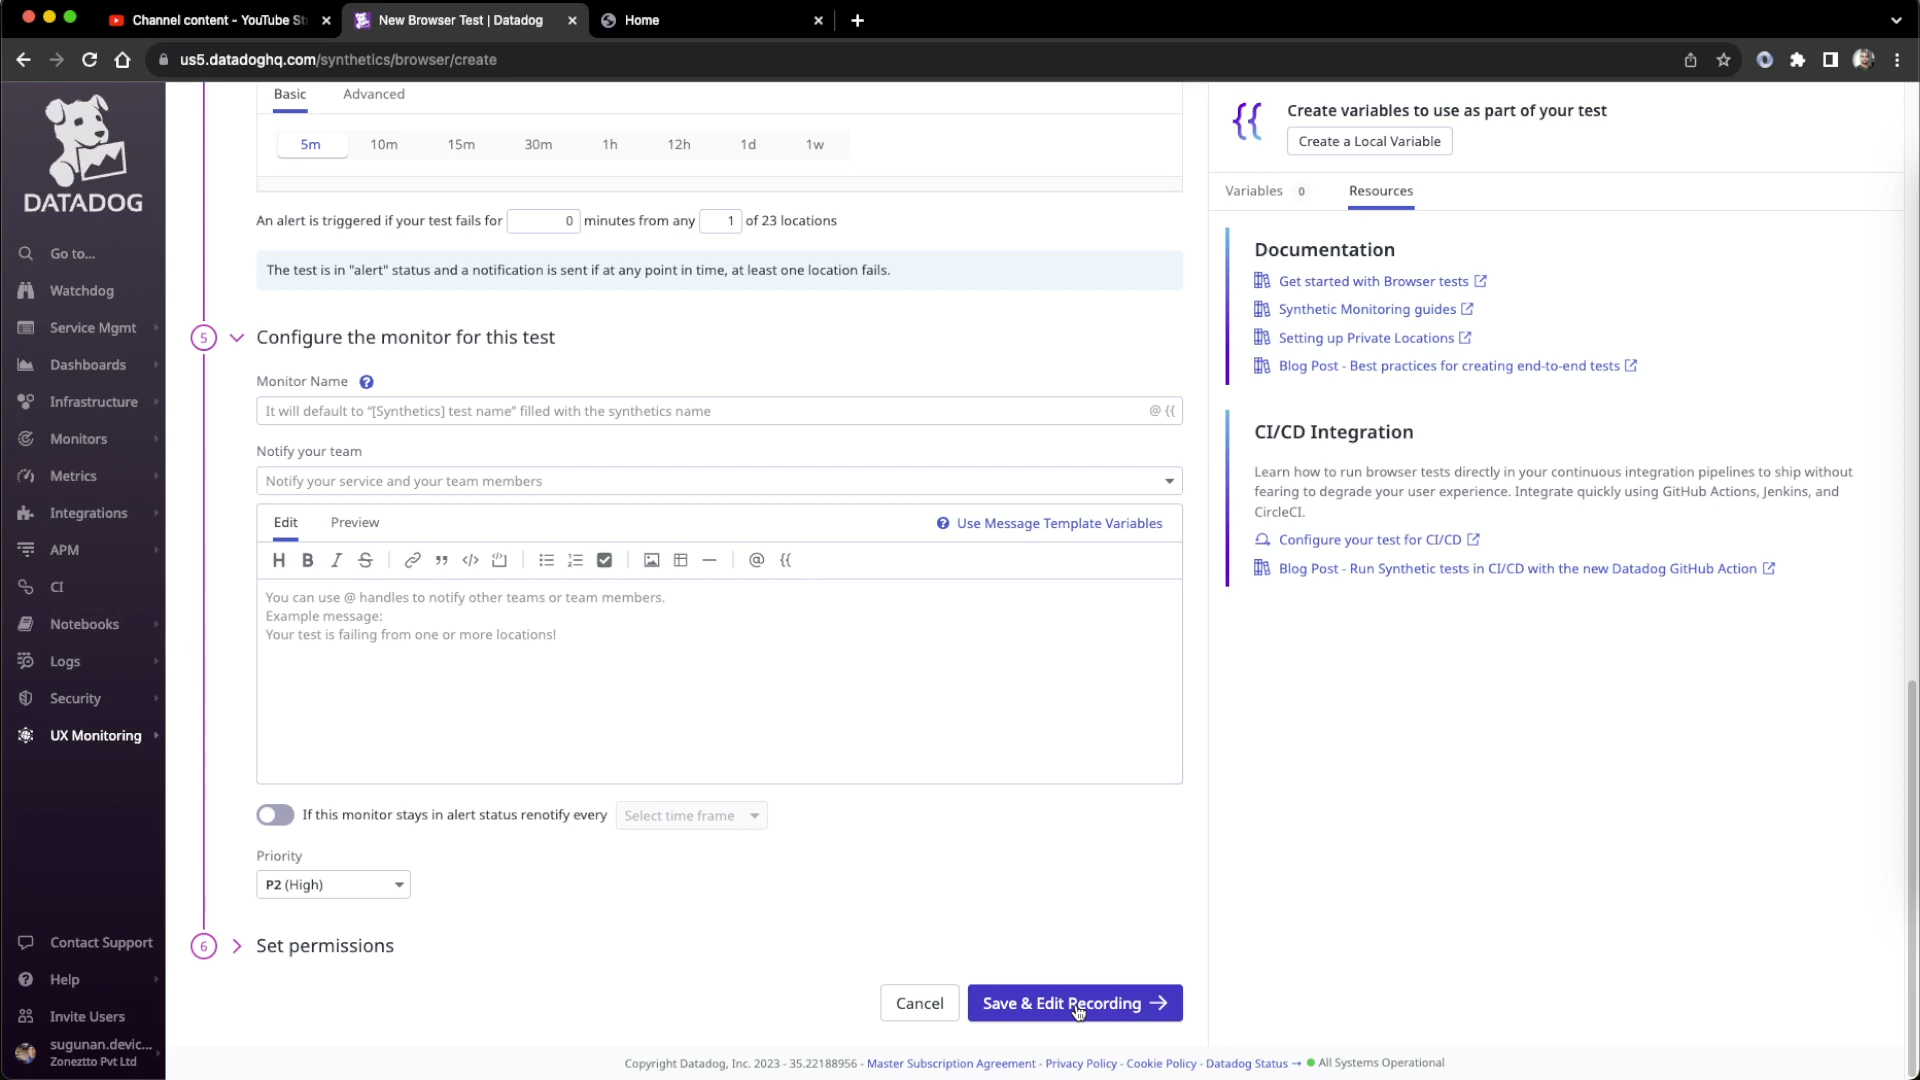 Channel content - YouTube St
New Browser Test | Datadog
Home
us5.datadoghq.com/synthetics/browser/create
DATADOG
Go to...
Watchdog
Service Mgmt
Dashboards
Infrastructure
Monitors
Metrics
Integrations
APM
CI
Notebooks
Logs
Security
UX Monitoring
Contact Support
Help
Invite Users
sugunan.devic...
Zoneztto Pvt Ltd
Basic Advanced
5m 10m 15m 30m 1h 12h 1d 1w
An alert is triggered if your test fails for 0 minutes from any 1 of 23 locations
The test is in "alert" status and a notification is sent if at any point in time, at least one location fails.
5 Configure the monitor for this test
Monitor Name ?
It will default to "[Synthetics] test name" filled with the synthetics name @ {{
Notify your team
Notify your service and your team members
Edit Preview ? Use Message Template Variables
H B I S @ {{
You can use @ handles to notify other teams or team members.
Example message:
Your test is failing from one or more locations!
If this monitor stays in alert status renotify every Select time frame
Priority
P2 (High)
6 Set permissions
Cancel Save & Edit Recording →
{{ Create variables to use as part of your test
Create a Local Variable
Variables 0 Resources
Documentation
Get started with Browser tests
Synthetic Monitoring guides
Setting up Private Locations
Blog Post - Best practices for creating end-to-end tests
CI/CD Integration
Learn how to run browser tests directly in your continuous integration pipelines to ship without
fearing to degrade your user experience. Integrate quickly using GitHub Actions, Jenkins, and
CircleCI.
Configure your test for CI/CD
Blog Post - Run Synthetic tests in CI/CD with the new Datadog GitHub Action
Copyright Datadog, Inc. 2023 - 35.22188956 - Master Subscription Agreement - Privacy Policy - Cookie Policy - Datadog Status → All Systems Operational